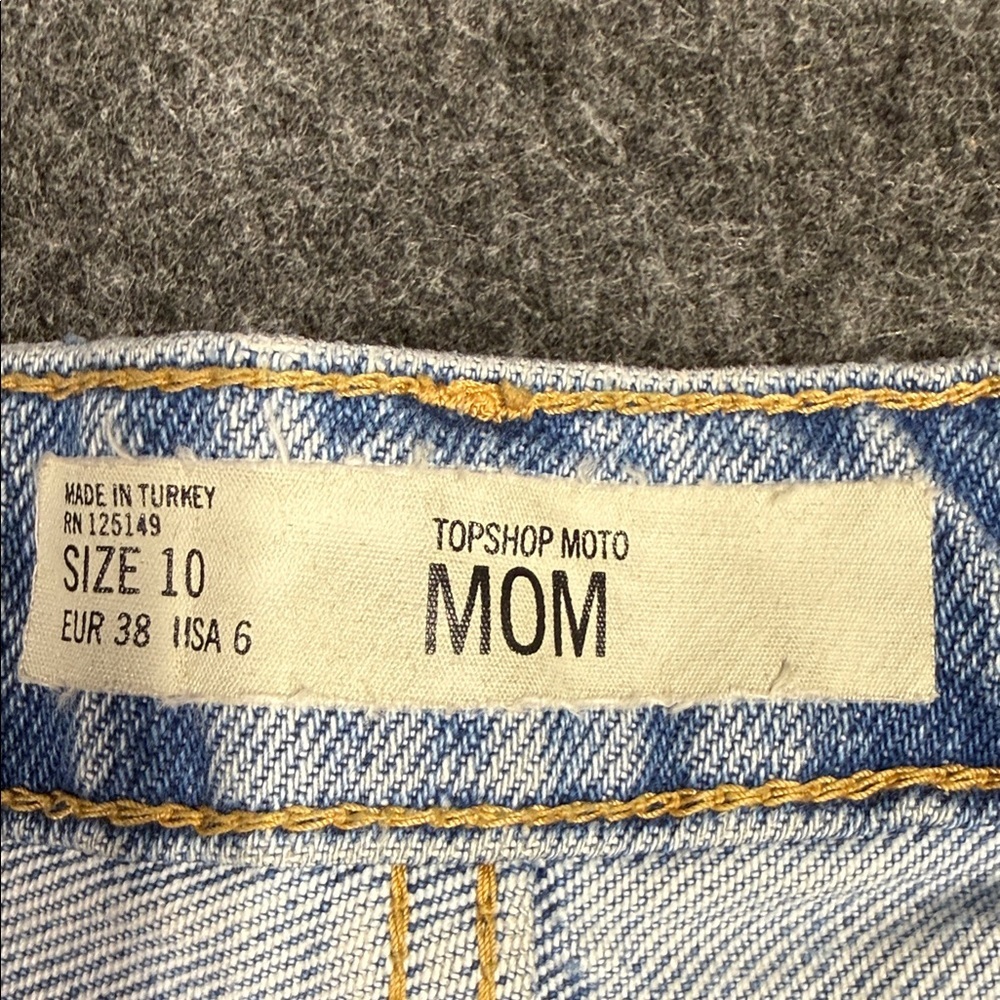 MADE IN TURKEY
RN 125149
SIZE 10
EUR 38 USA 6
TOPSHOP MOTO
MOM